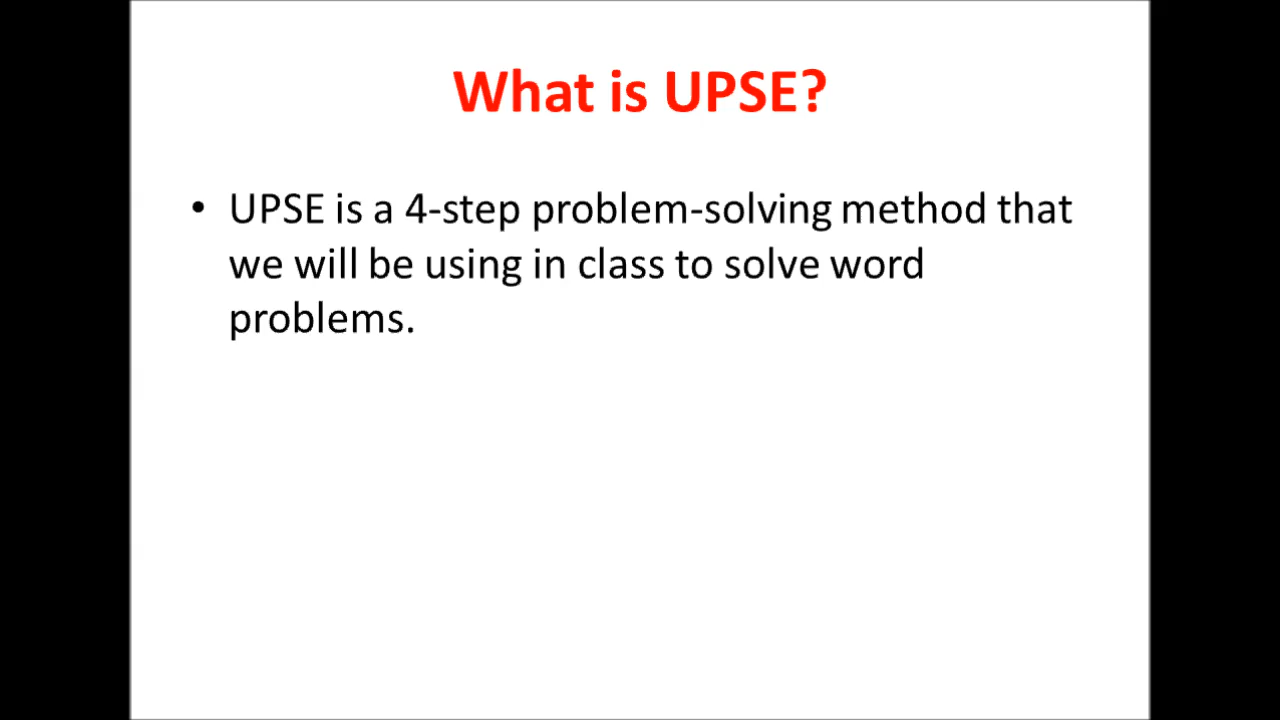 What is UPSE?
• UPSE is a 4-step problem-solving method that
we will be using in class to solve word
problems.